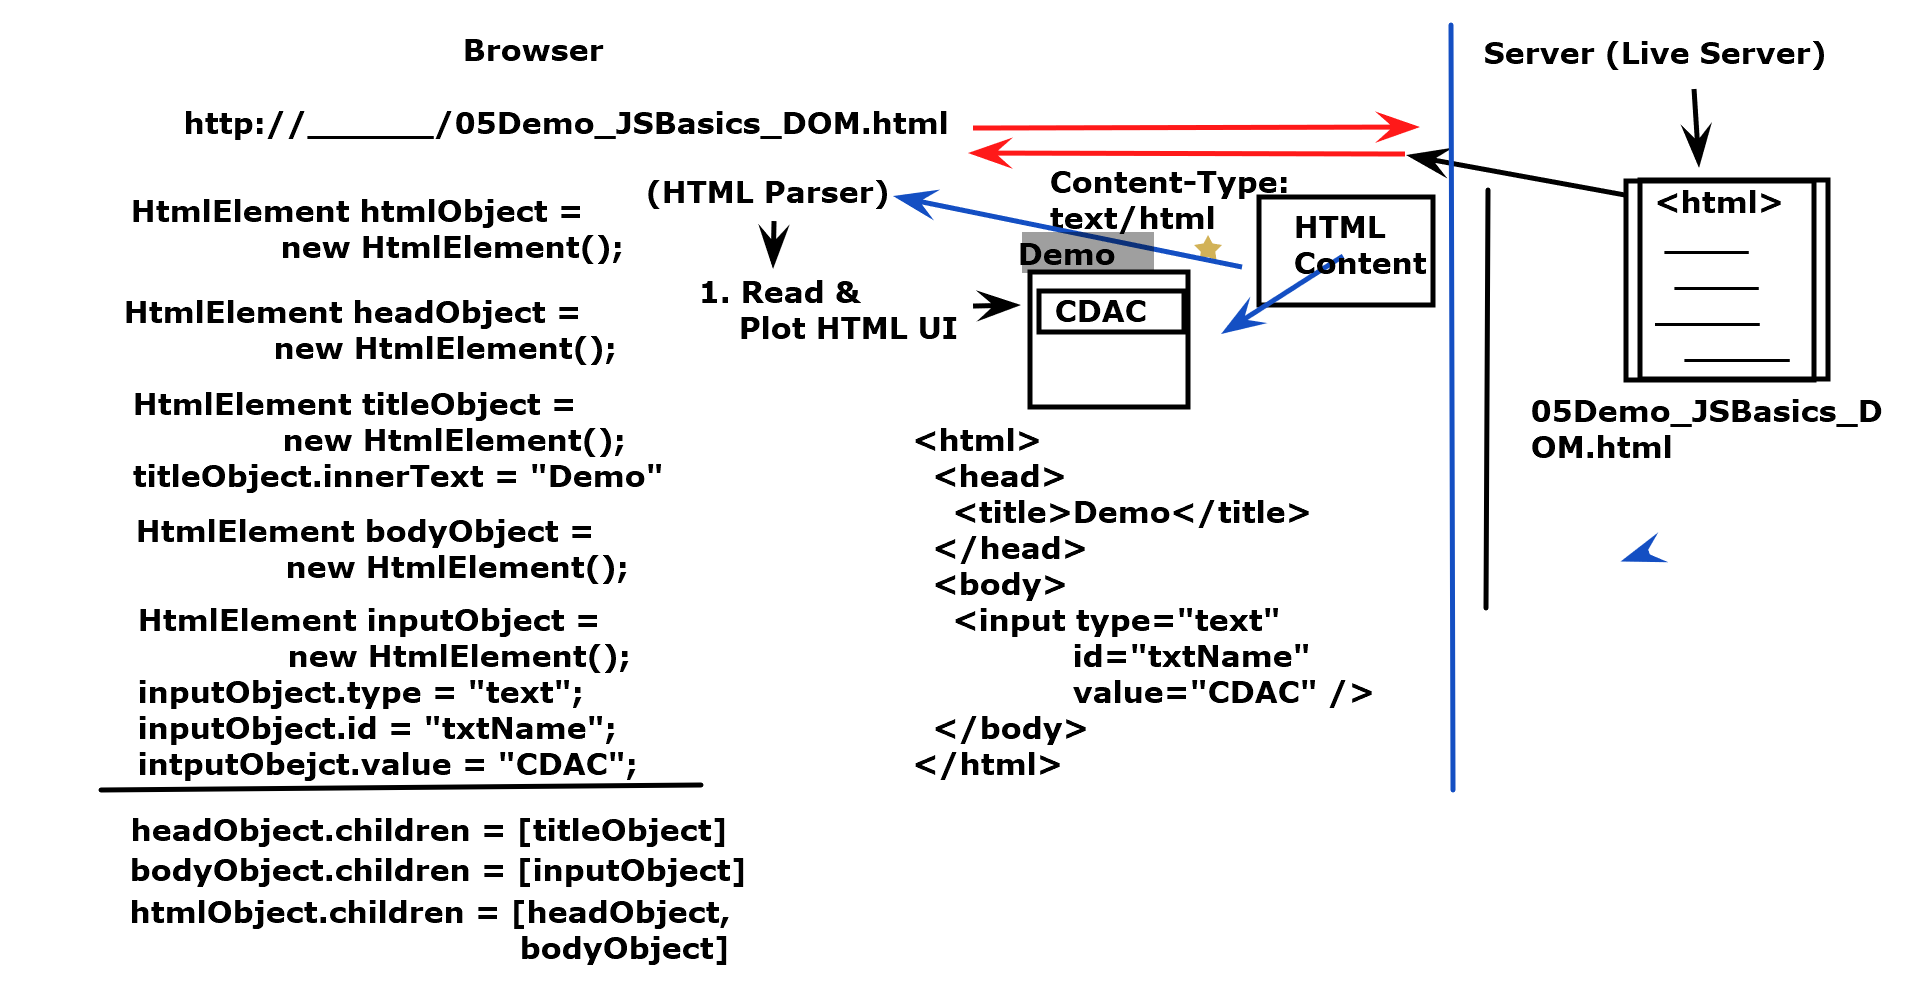 Browser
Server (Live Server)
http://_______/05Demo_JSBasics_DOM.html
(HTML Parser)
Content-Type:
text/html
HtmlElement htmlObject =
new HtmlElement();
HTML
Content
<html>
Demo
1. Read &
Plot HTML UI
CDAC
HtmlElement headObject =
new HtmlElement();
05Demo_JSBasics_D
OM.html
HtmlElement titleObject =
new HtmlElement();
titleObject.innerText = "Demo"
HtmlElement bodyObject =
new HtmlElement();
HtmlElement inputObject =
new HtmlElement();
inputObject.type = "text";
inputObject.id = "txtName";
intputObejct.value = "CDAC";
<html>
<head>
<title>Demo</title>
</head>
<body>
<input type="text"
id="txtName"
value="CDAC" />
</body>
</html>
headObject.children = [titleObject]
bodyObject.children = [inputObject]
htmlObject.children = [headObject,
bodyObject]